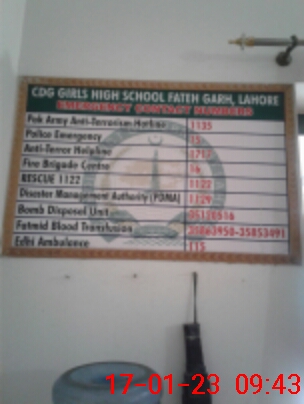 CDG GIRLS HIGH SCHOOL FATEH GARH, LAHORE
EMERGENCY CONTACT NUMBERS
Pak Army Anti-Terrorism Hotline 1135
Police Emergency 15
Anti-Terror Helpline 1717
Fire Brigade Centre 16
RESCUE 1122 1122
Disaster Management Authority (PDMA) 1129
Bomb Disposal Unit
Fatmid Blood Transfusion 35863950-35853491
Edhi Ambulance 115
17-01-23 09:43